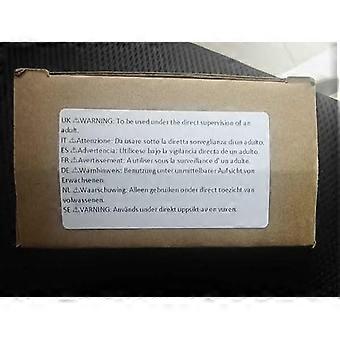 UK ⚠WARNING: To be used under the direct supervision of an
adult.
IT ⚠Attenzione: Da usare sotto la diretta sorveglianza di un adulto.
ES ⚠Advertencia: Utilicese bajo la vigilancia directa de un adulto.
FR ⚠Avertissement: A utiliser sous la surveillance d' un adulte.
DE ⚠Warnhinweis: Benutzung unter unmittelbarer Aufsicht von
Erwachsenen.
NL ⚠Waarschuwing: Alleen gebruiken onder direct toezicht van
volwassenen.
SE ⚠VARNING: Används under direkt uppsikt av en vuxen.